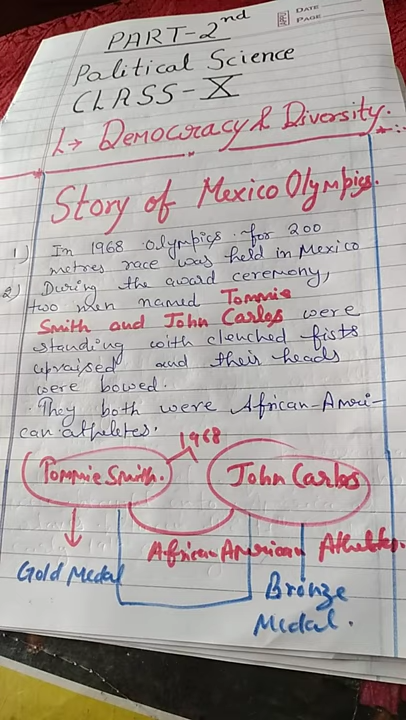 DATE
PAGE
PART-2nd
Palitical Science
CLASS-X
1→ Democracy & Diversity.
Story of Mexico Olympics.
1) In 1968 Olympics for 200
metres race was held in Mexico
2) During the award ceremony,
two men named Tommie
Smith and John Carlos were
standing with clenched fists
upraised and their heads
were bowed.
. They both were African-Ameri-
can atheletes.
1968
Tommie Smith. John Carlos
African American Atheletes.
Gold Medal
Bronze
Medal.